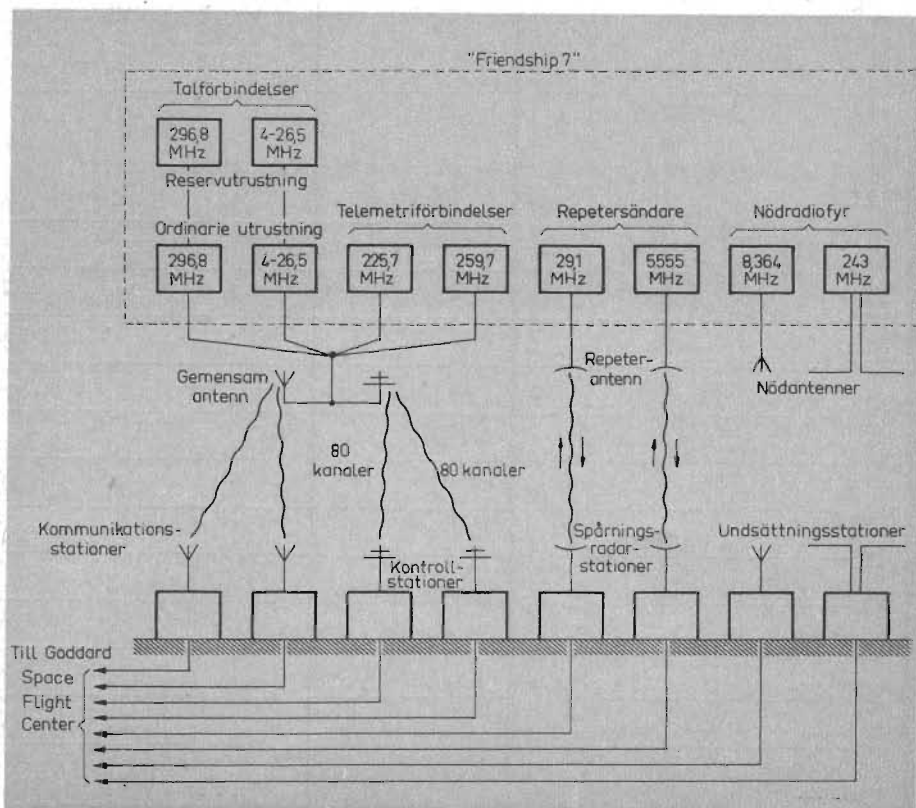 "Friendship 7"
Talförbindelser
296,8
MHz
4-26,5
MHz
Reservutrustning
Ordinarie utrustning
Telemetriförbindelser
Repetersändare
Nödradiofyr
296,8
MHz
4-26,5
MHz
225,7
MHz
259,7
MHz
291
MHz
5555
MHz
8,364
MHz
243
MHz
Gemensam
antenn
Repeter-
antenn
Nödantenner
80
kanaler
80 kanaler
Kommunikations-
stationer
Kontroll-
stationer
Spårnings-
radar-
stationer
Undsättningsstationer
Till Goddard
Space
Flight
Center